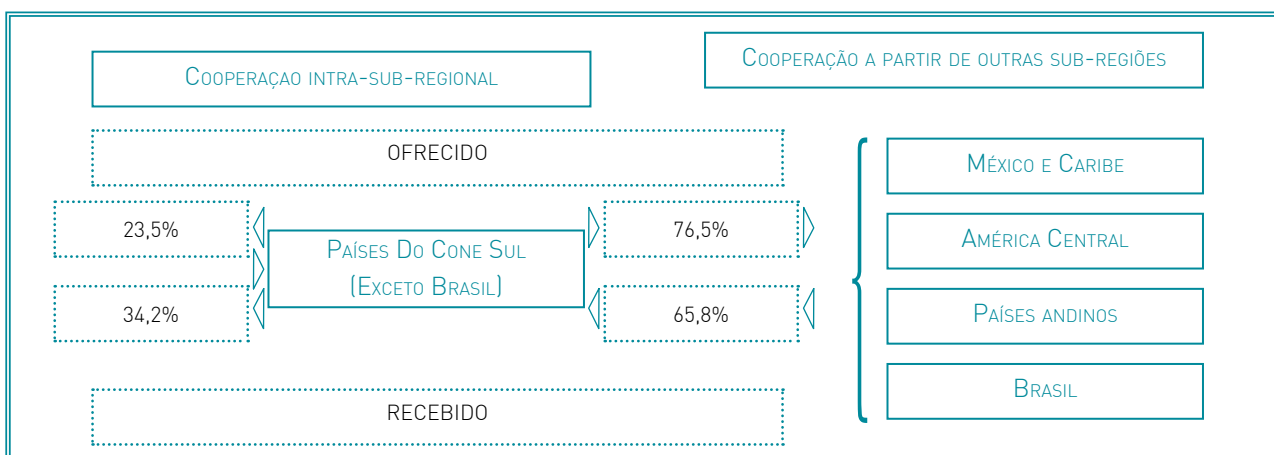 Cooperaçao intra-sub-regional
Cooperação a partir de outras sub-regiões
OFRECIDO
México e Caribe
23,5%
Países Do Cone Sul
(Exceto Brasil)
76,5%
América Central
34,2%
65,8%
Países andinos
Brasil
RECEBIDO